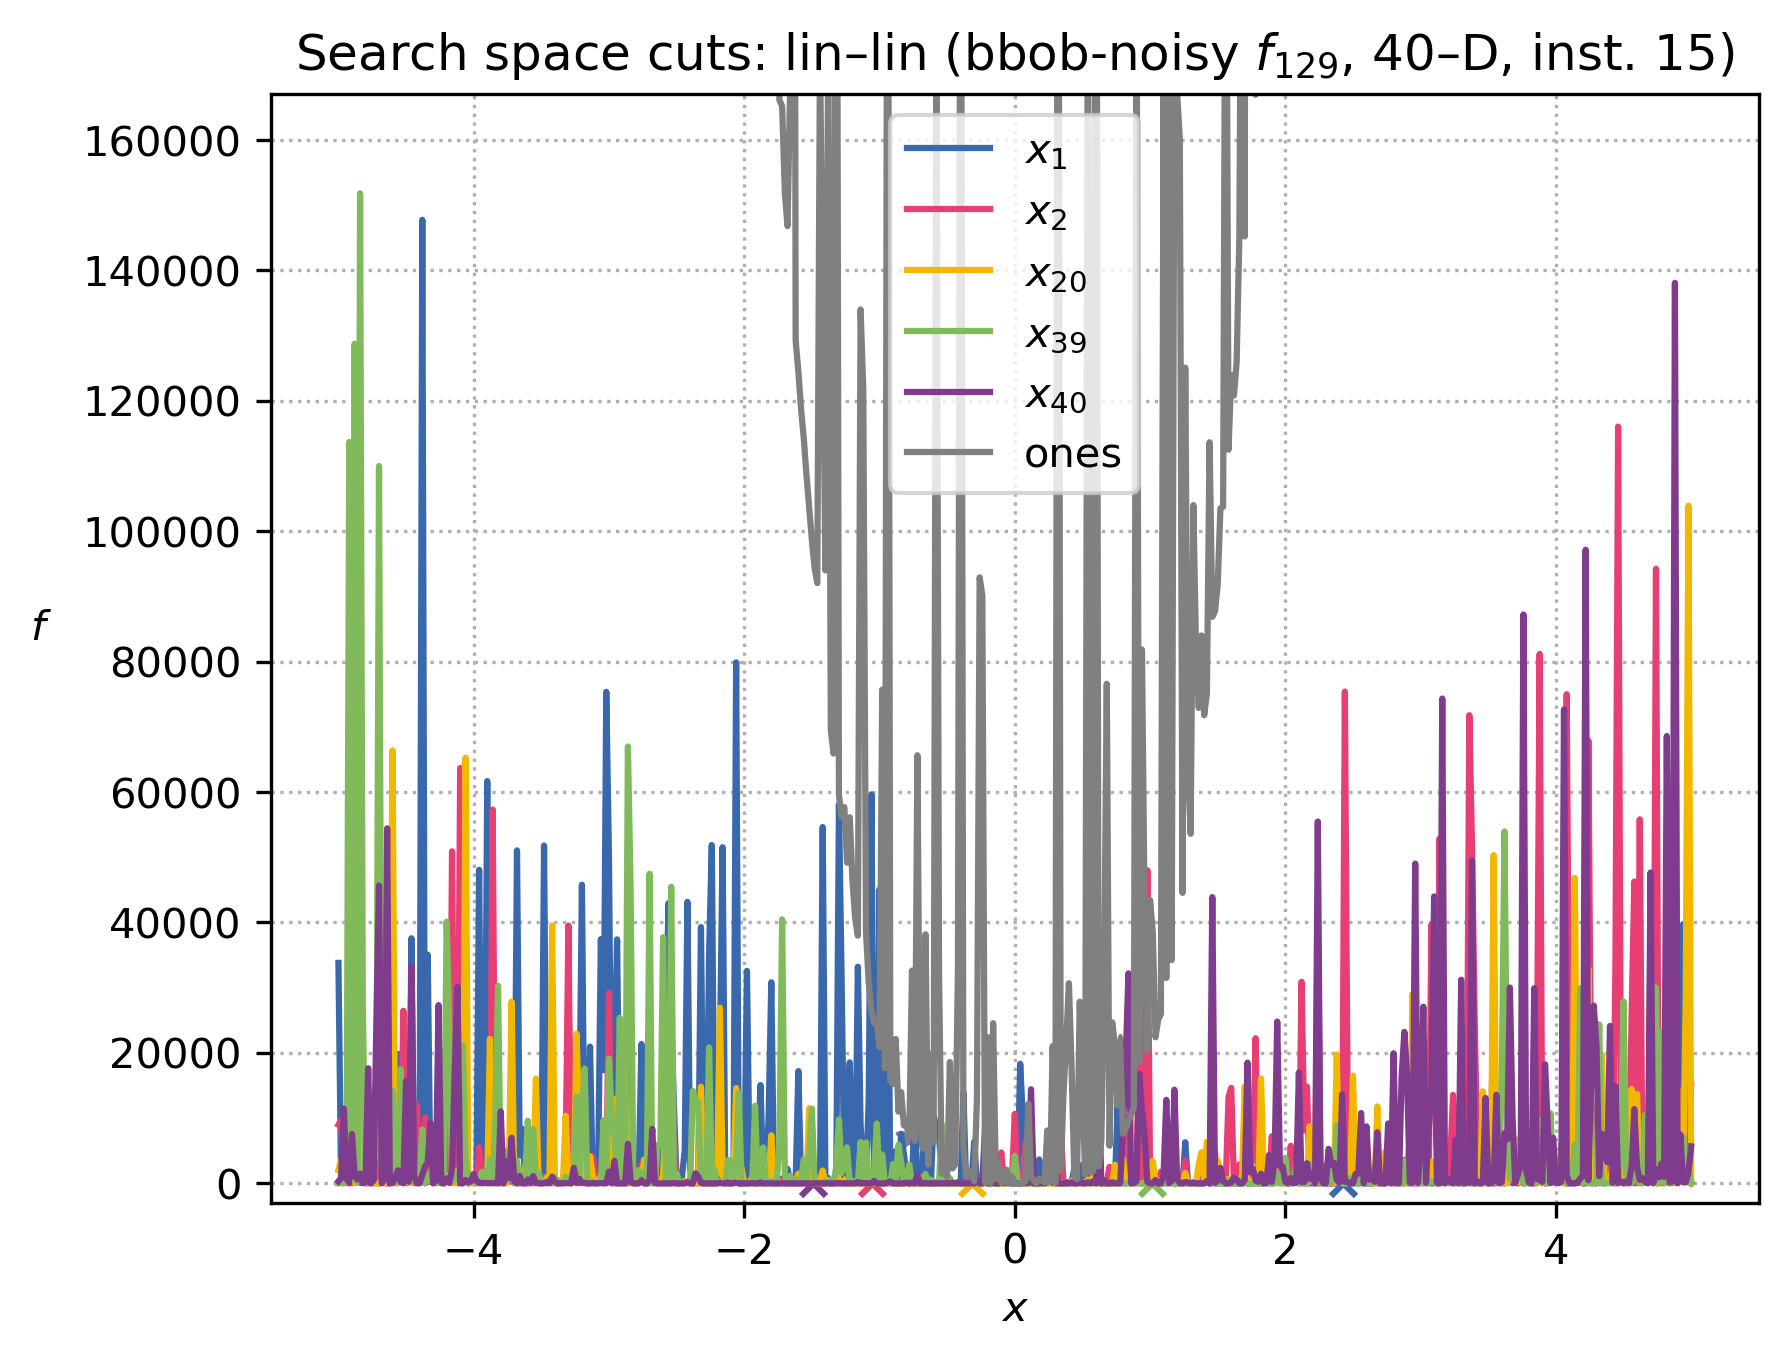 Search space cuts: lin–lin (bbob-noisy f₁₂₉, 40–D, inst. 15)
160000
140000
120000
100000
80000
60000
40000
20000
0
f
x₁
x₂
x₂₀
x₃₉
x₄₀
ones
−4
−2
0
2
4
x